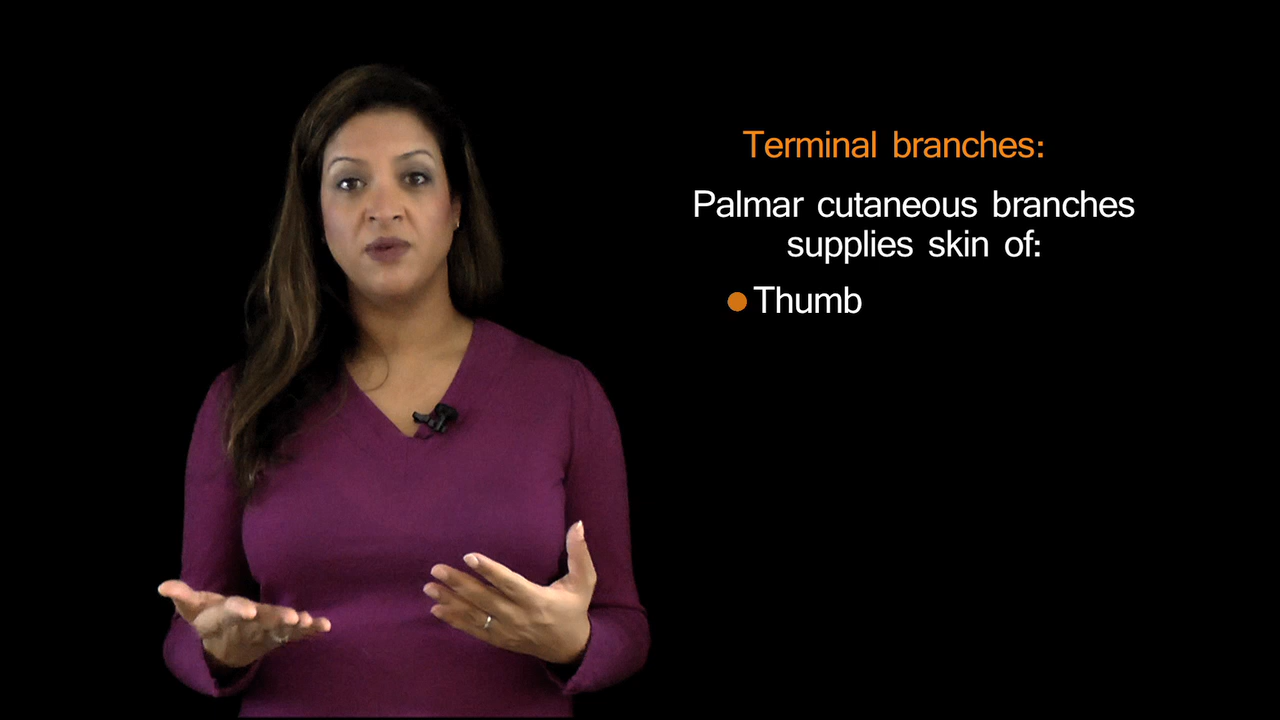 Terminal branches:
Palmar cutaneous branches
supplies skin of:
Thumb